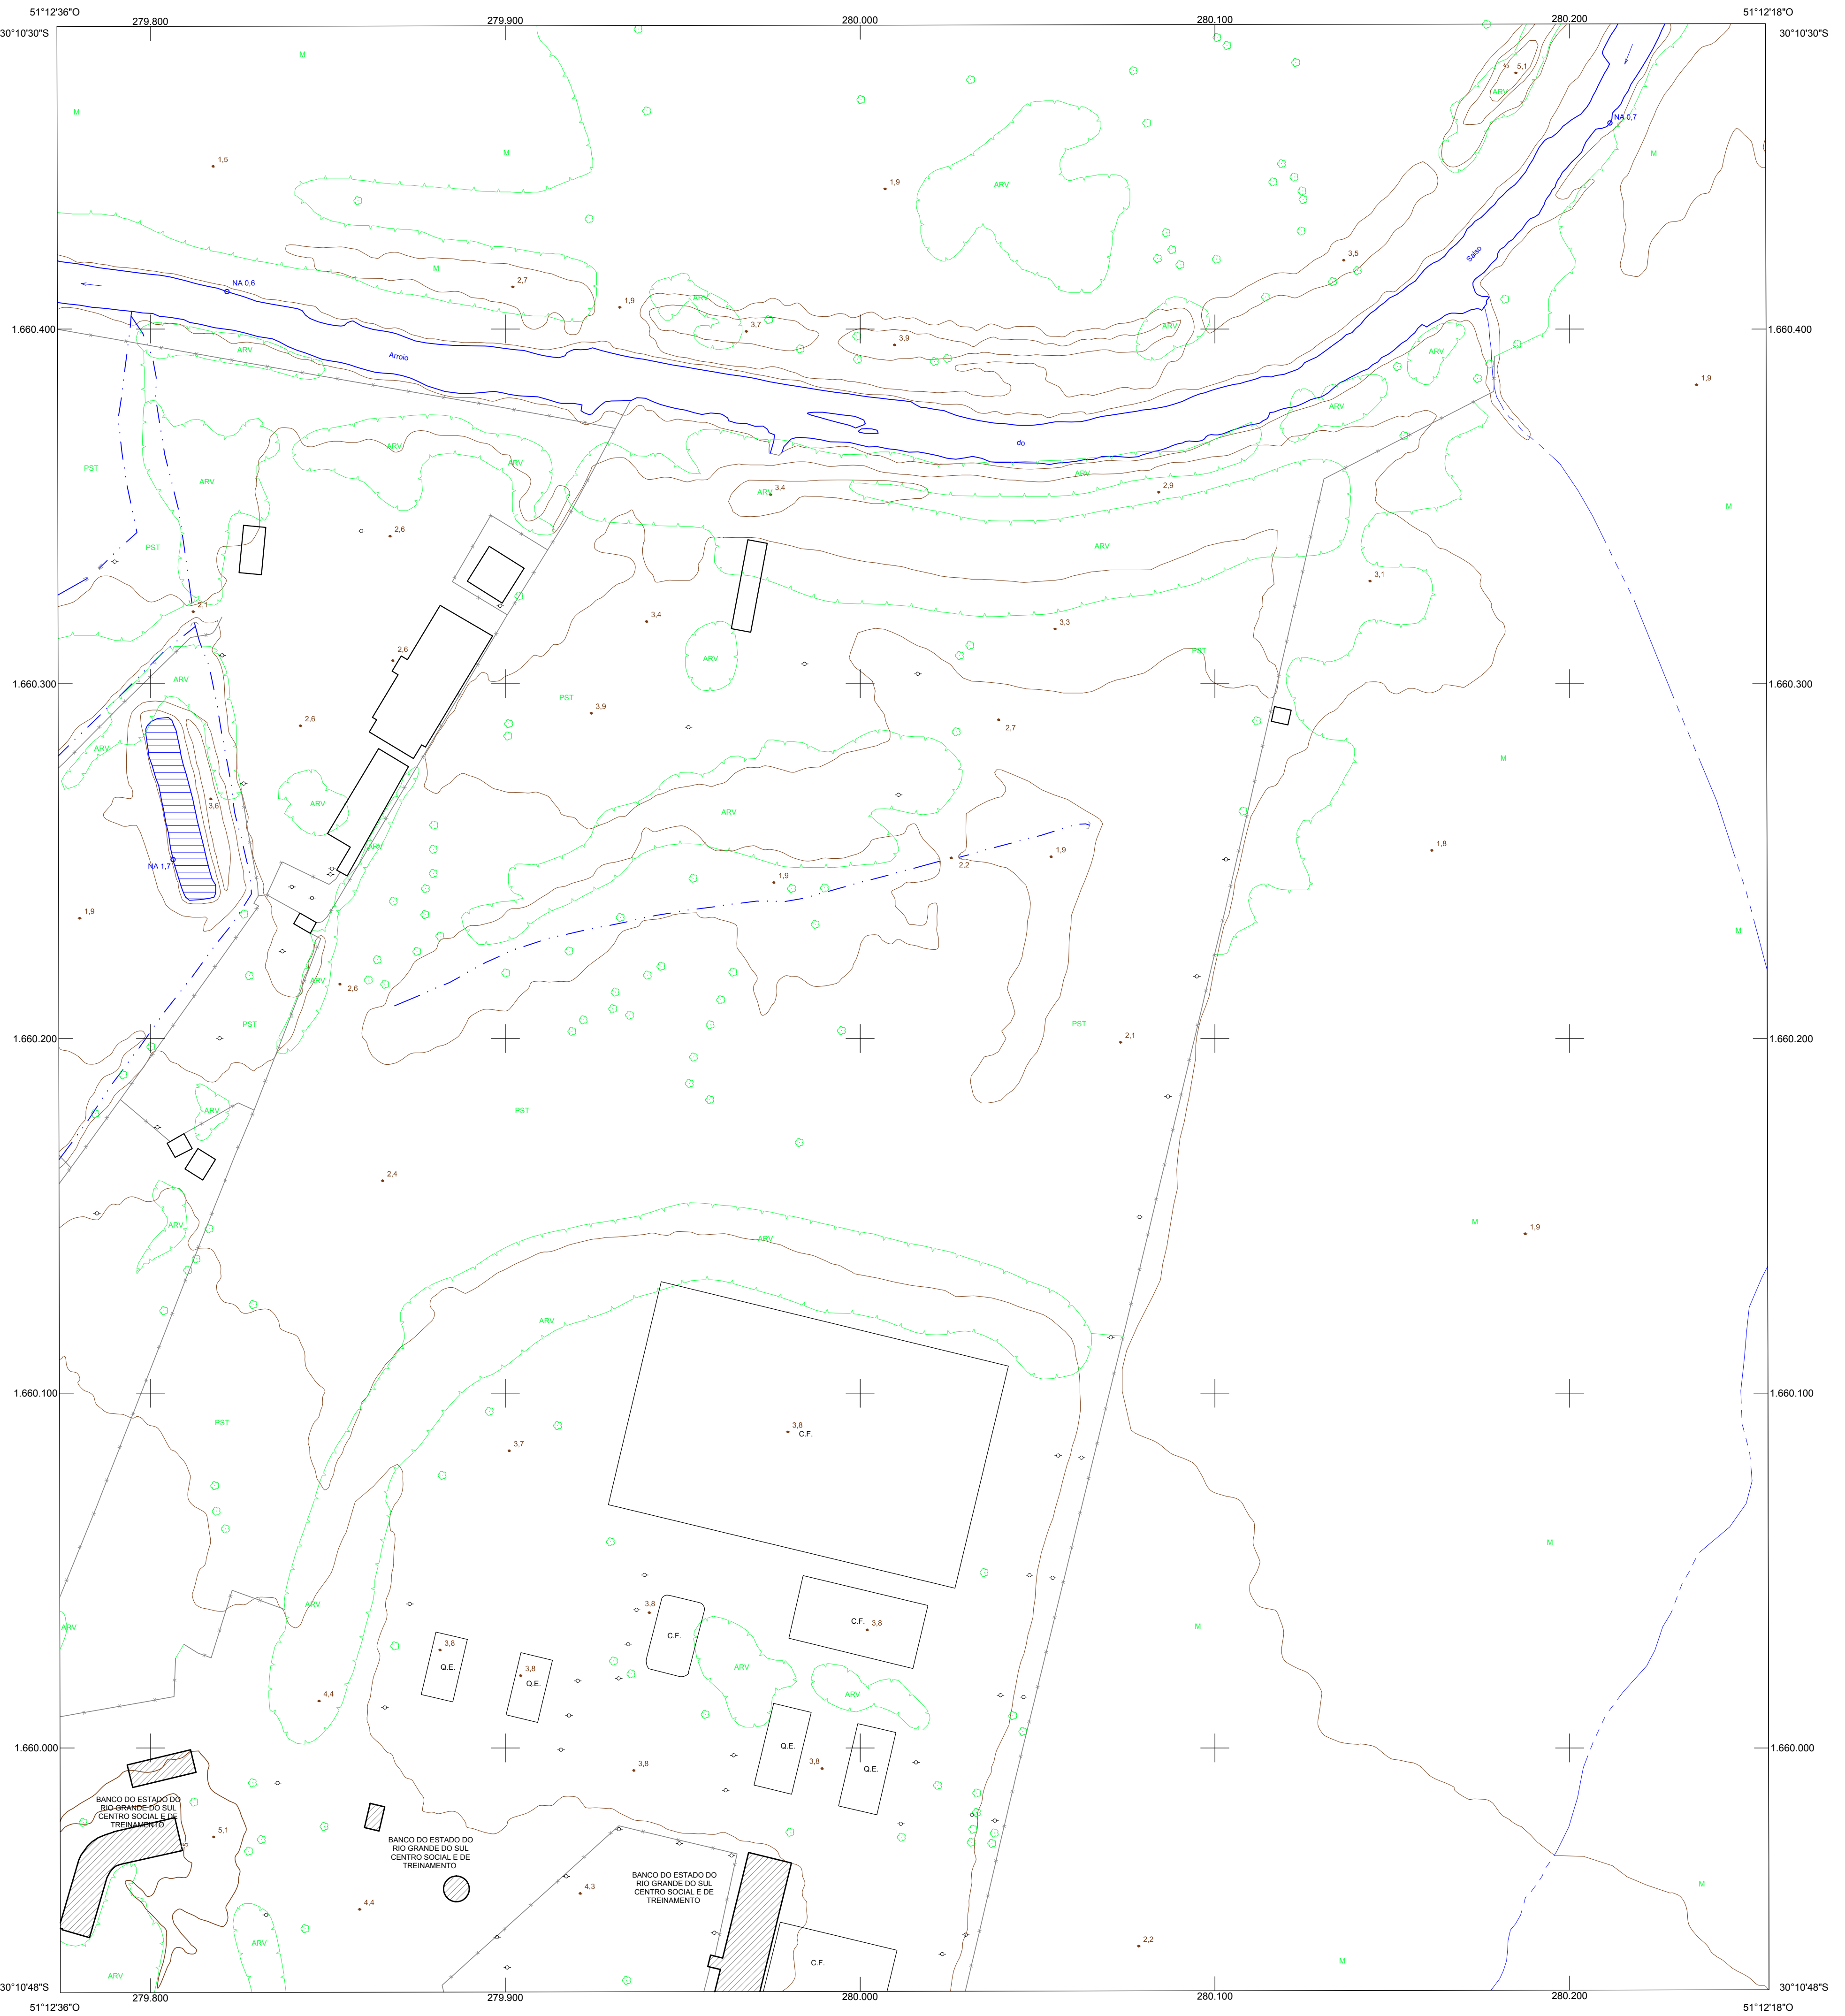 51°12'36"O
279.800
279.900
280.000
280.100
280.200
51°12'18"O
30°10'30"S
30°10'30"S
M
5
5,1
ARV
M
NA 0,7
M
M
1,5
1,9
ARV
3,5
Salso
M
2,7
NA 0,6
1,9
ARV
3,7
3,9
ARV
1.660.400
1.660.400
ARV
Arroio
ARV
1,9
ARV
do
ARV
PST
ARV
ARV
ARV
ARV
3,4
2,9
M
2,6
PST
ARV
3,1
2,1
3,4
3,3
2,6
ARV
PST
1.660.300
ARV
1.660.300
PST
3,9
2,6
2,7
ARV
M
3,6
ARV
ARV
ARV
1,8
NA 1,7
2,2
1,9
1,9
1,9
M
ARV
2,6
PST
PST
2,1
1.660.200
1.660.200
ARV
PST
2,4
ARV
M
1,9
ARV
ARV
1.660.100
1.660.100
PST
3,8
C.F.
3,7
M
ARV
3,8
C.F.
3,8
ARV
C.F.
M
3,8
Q.E.
ARV
3,8
Q.E.
ARV
4,4
1.660.000
Q.E.
1.660.000
3,8
3,8
Q.E.
BANCO DO ESTADO DO
RIO GRANDE DO SUL
CENTRO SOCIAL E DE
TREINAMENTO
5,1
5
BANCO DO ESTADO DO
RIO GRANDE DO SUL
CENTRO SOCIAL E DE
TREINAMENTO
BANCO DO ESTADO DO
RIO GRANDE DO SUL
CENTRO SOCIAL E DE
TREINAMENTO
M
4,3
4,4
ARV
2,2
C.F.
M
ARV
30°10'48"S
30°10'48"S
279.800
279.900
280.000
280.100
280.200
51°12'36"O
51°12'18"O